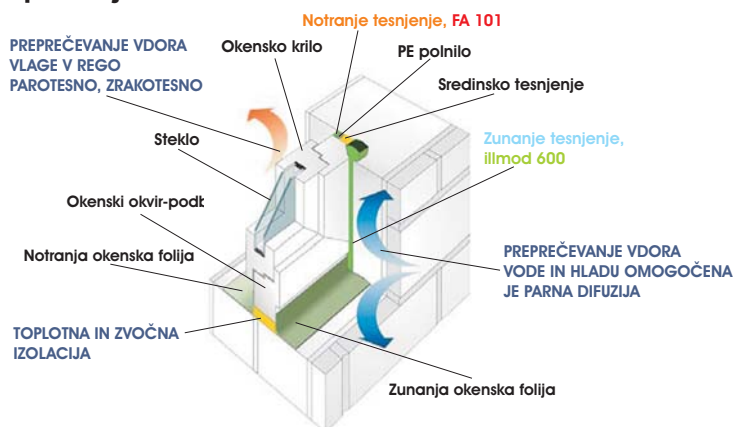 Notranje tesnjenje, FA 101
PREPREČEVANJE VDORA
VLAGE V REGO
PAROTESNO, ZRAKOTESNO
Okensko krilo
PE polnilo
Sredinsko tesnjenje
Steklo
Zunanje tesnjenje,
illmod 600
Okenski okvir-podb
Notranja okenska folija
PREPREČEVANJE VDORA
VODE IN HLADU OMOGOČENA
JE PARNA DIFUZIJA
TOPLOTNA IN ZVOČNA
IZOLACIJA
Zunanja okenska folija